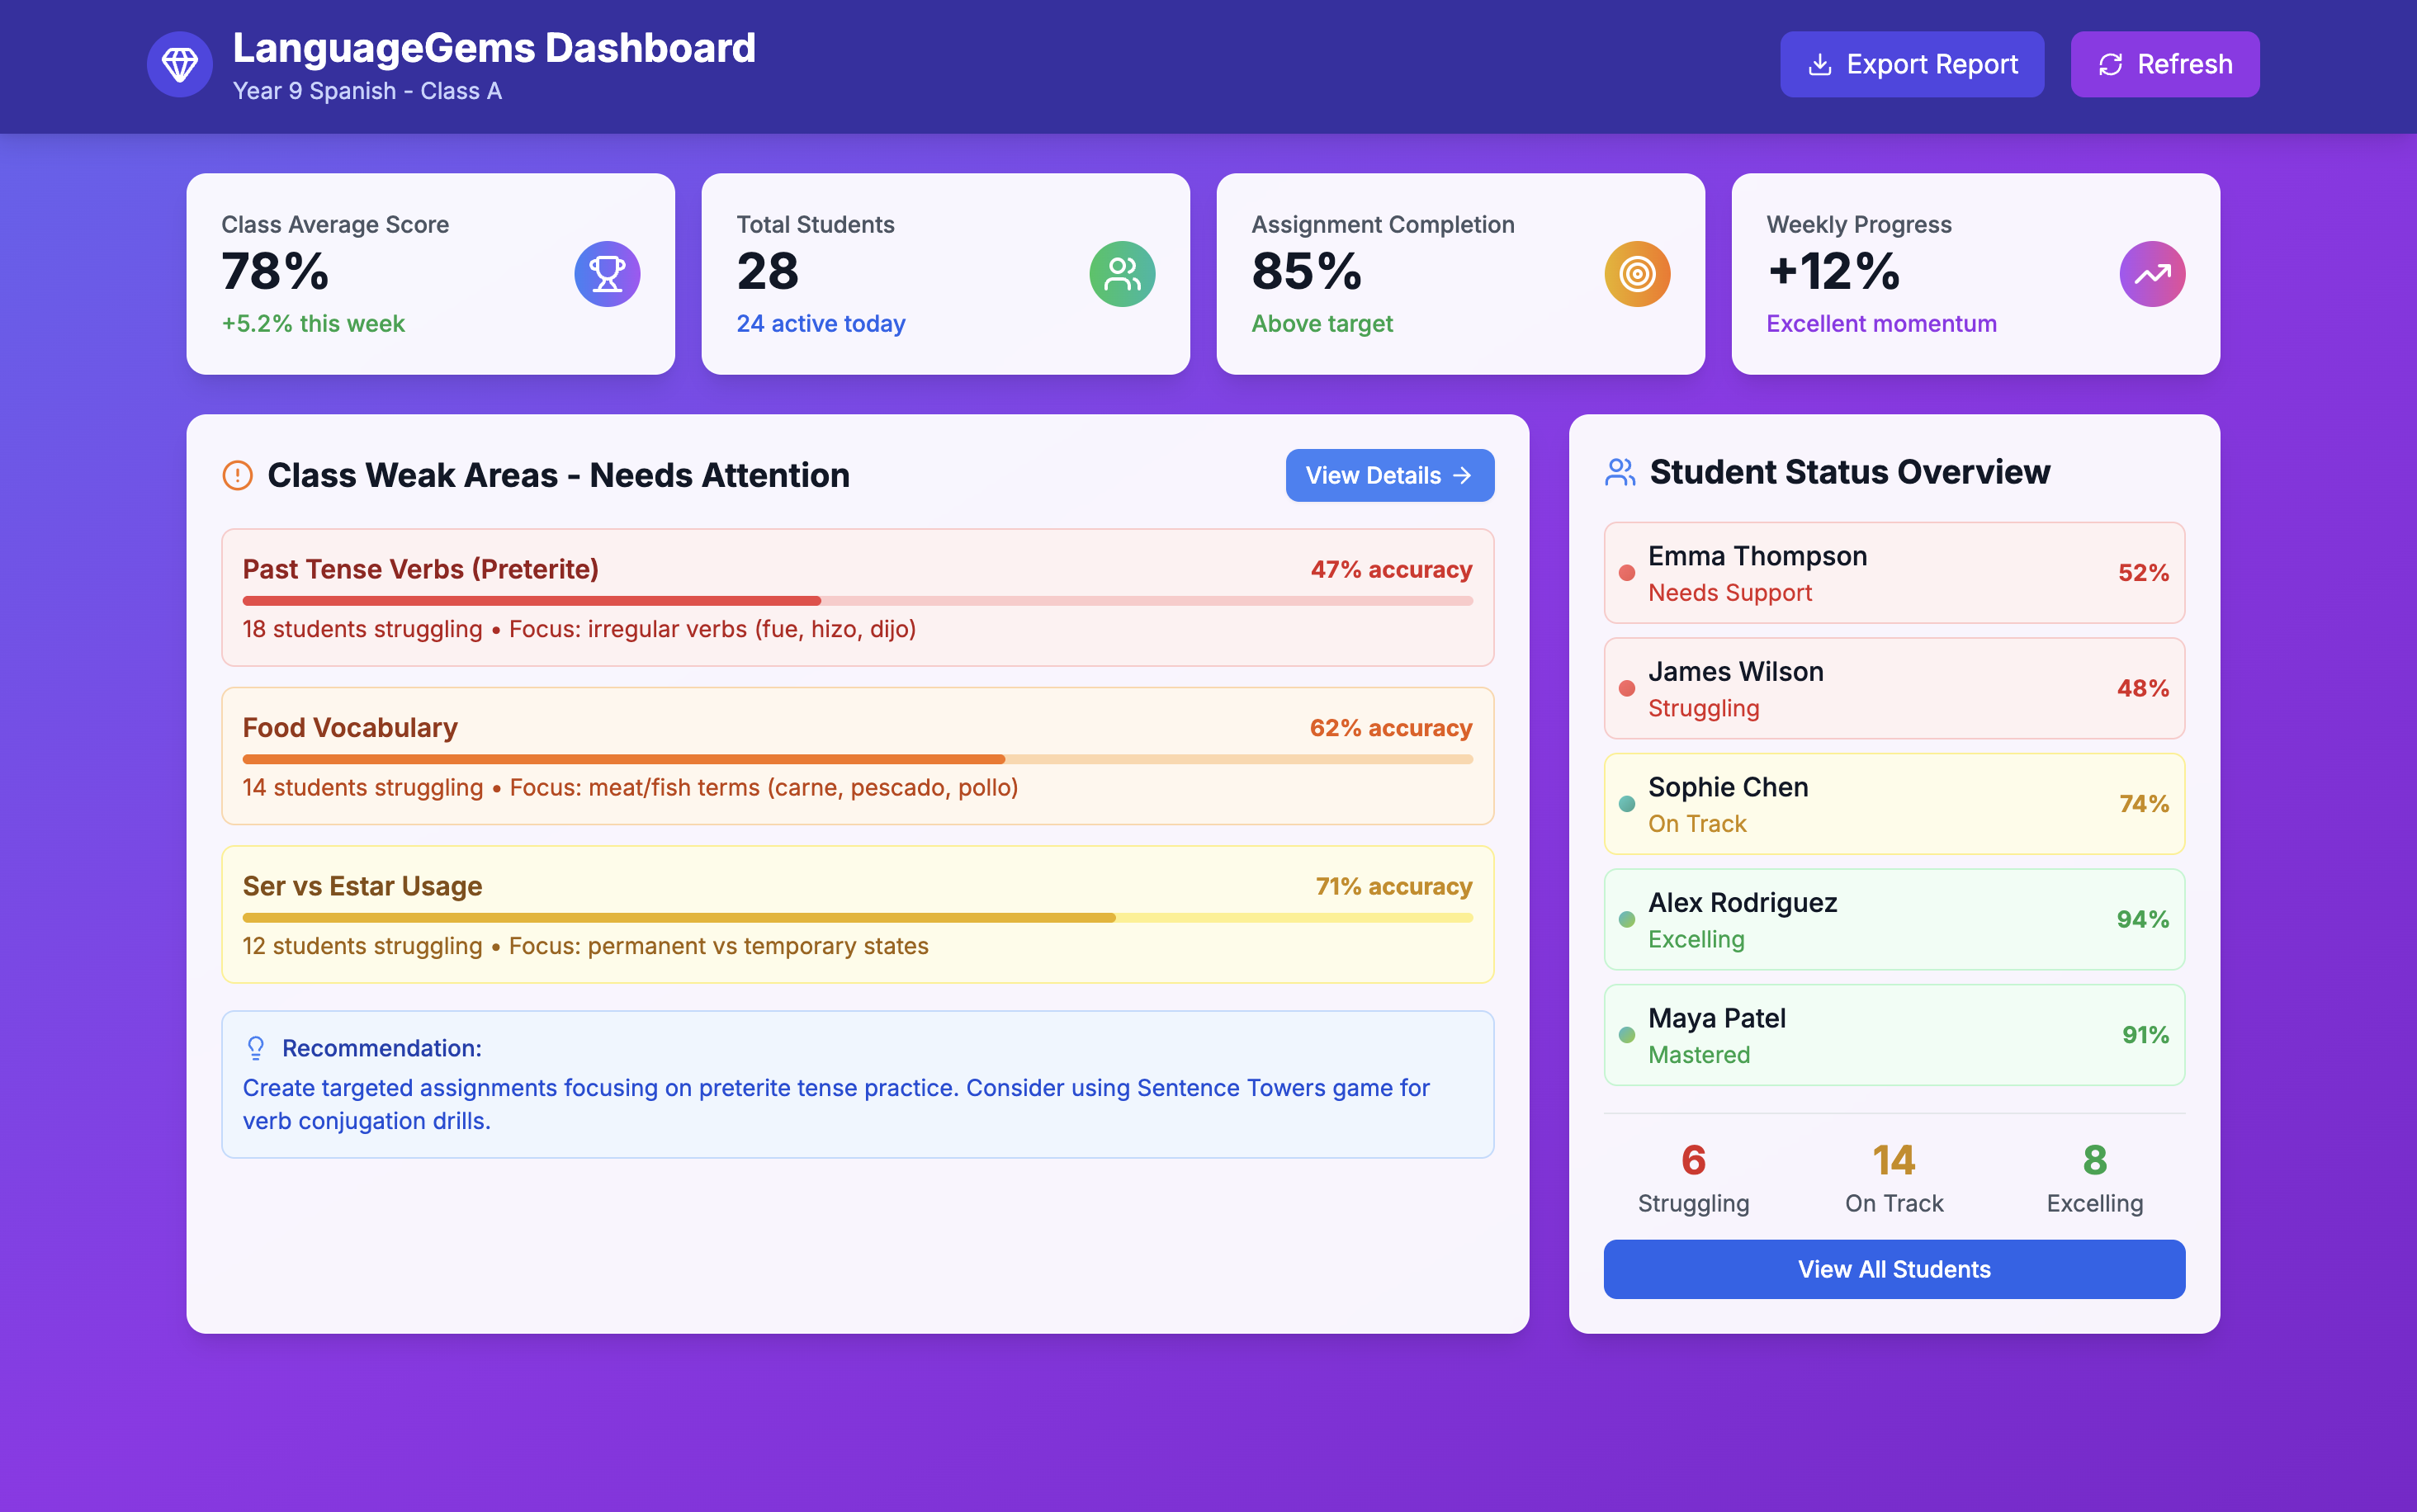 LanguageGems Dashboard
Year 9 Spanish - Class A
Export Report
Refresh
Class Average Score
78%
+5.2% this week
Total Students
28
24 active today
Assignment Completion
85%
Above target
Weekly Progress
+12%
Excellent momentum
Class Weak Areas - Needs Attention
View Details
Past Tense Verbs (Preterite)
47% accuracy
18 students struggling • Focus: irregular verbs (fue, hizo, dijo)
Food Vocabulary
62% accuracy
14 students struggling • Focus: meat/fish terms (carne, pescado, pollo)
Ser vs Estar Usage
71% accuracy
12 students struggling • Focus: permanent vs temporary states
Recommendation:
Create targeted assignments focusing on preterite tense practice. Consider using Sentence Towers game for
verb conjugation drills.
Student Status Overview
Emma Thompson
Needs Support
52%
James Wilson
Struggling
48%
Sophie Chen
On Track
74%
Alex Rodriguez
Excelling
94%
Maya Patel
Mastered
91%
6
Struggling
14
On Track
8
Excelling
View All Students